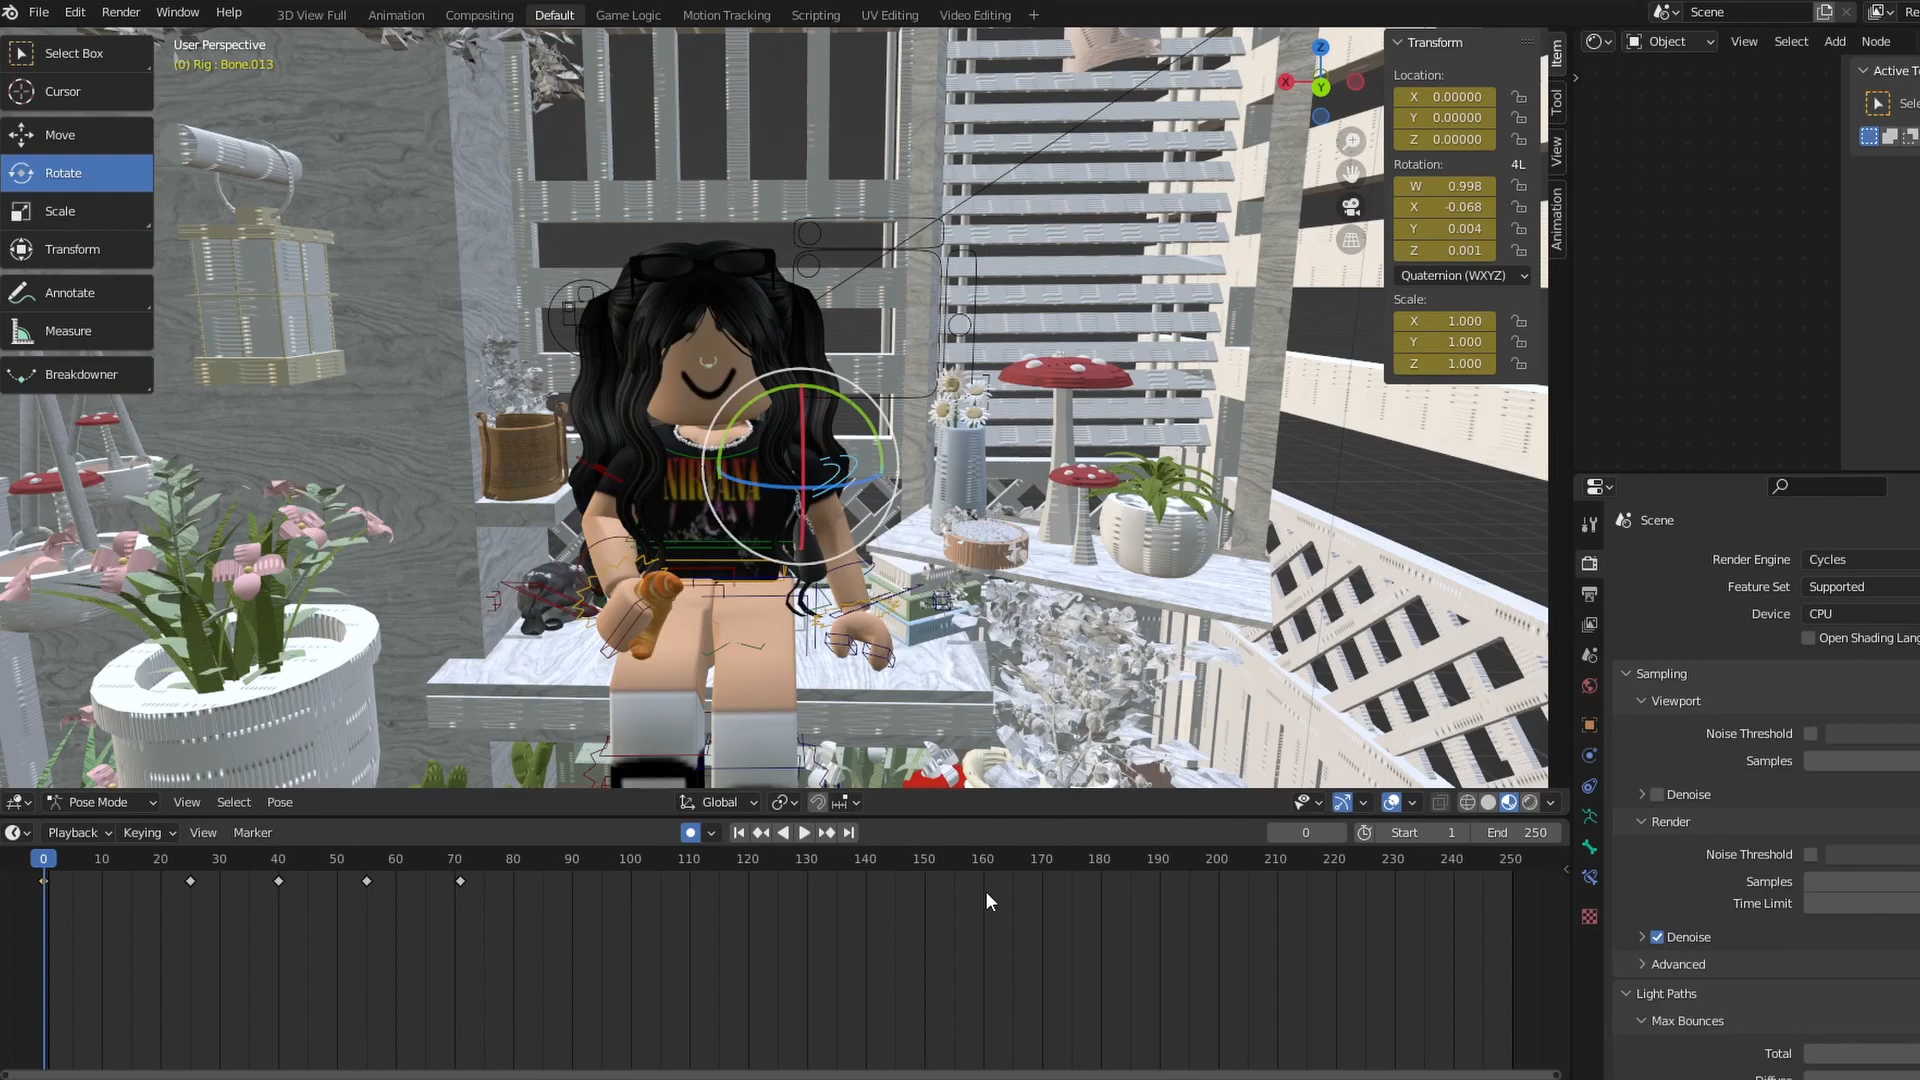 File Edit Render Window Help 3D View Full Animation Compositing Default Game Logic Motion Tracking Scripting UV Editing Video Editing + Scene
Select Box
Cursor
Move
Rotate
Scale
Transform
Annotate
Measure
Breakdowner
User Perspective
(0) Rig : Bone.013
NIRVANA
Z
X
Y
Transform
Location:
X 0.00000
Y 0.00000
Z 0.00000
Rotation: 4L
W 0.998
X -0.068
Y 0.004
Z 0.001
Quaternion (WXYZ)
Scale:
X 1.000
Y 1.000
Z 1.000
Item
Tool
View
Animation
Object View Select Add Node
Scene
Render Engine Cycles
Feature Set Supported
Device CPU
Open Shading Lang
Sampling
Viewport
Noise Threshold
Samples
Denoise
Render
Noise Threshold
Samples
Time Limit
Denoise
Advanced
Light Paths
Max Bounces
Total
Pose Mode View Select Pose Global
Playback Keying View Marker 0 Start 1 End 250
0 10 20 30 40 50 60 70 80 90 100 110 120 130 140 150 160 170 180 190 200 210 220 230 240 250